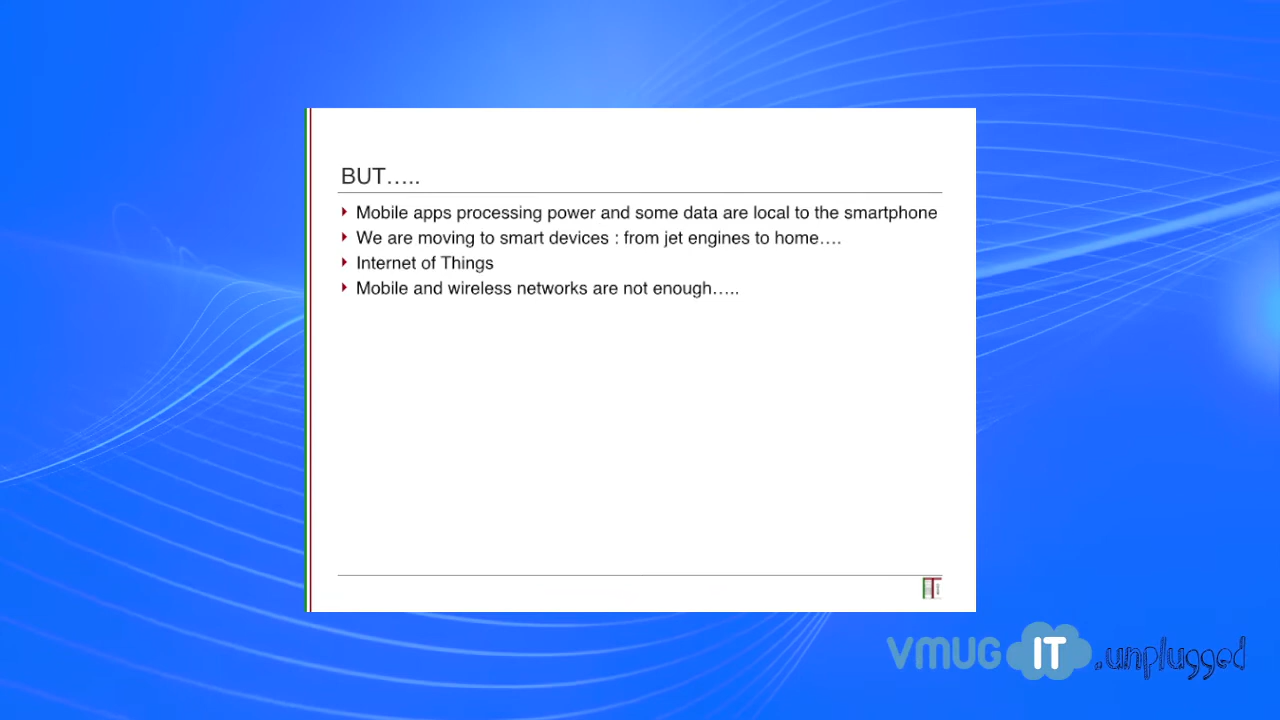 BUT…..
Mobile apps processing power and some data are local to the smartphone
We are moving to smart devices : from jet engines to home….
Internet of Things
Mobile and wireless networks are not enough…..
VMUG IT .unplugged